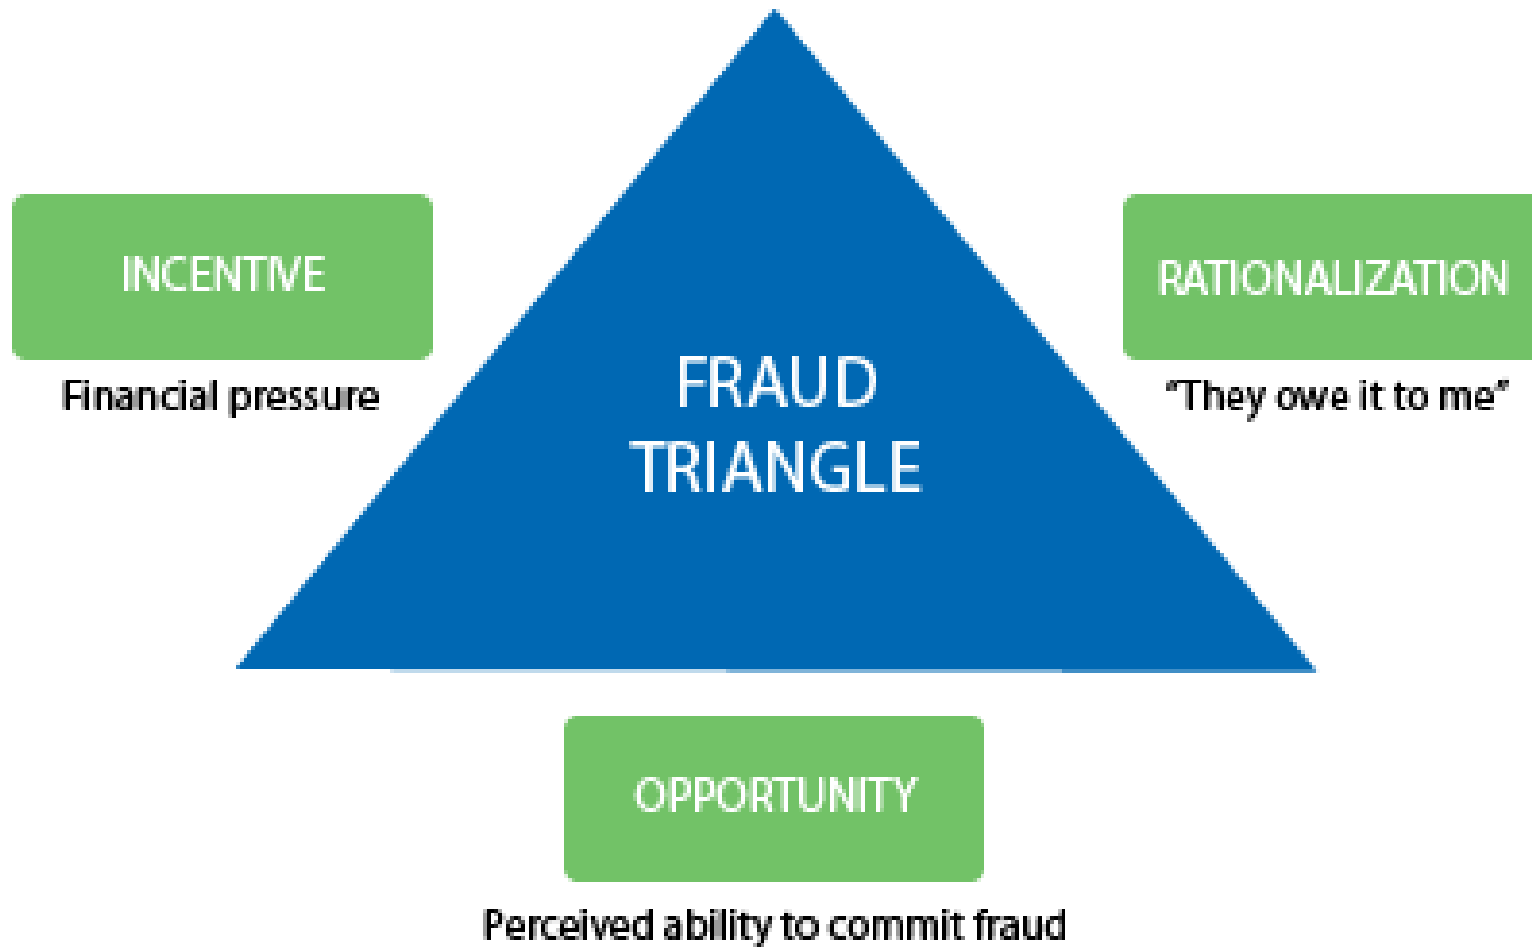 INCENTIVE
Financial pressure
FRAUD
TRIANGLE
RATIONALIZATION
“They owe it to me”
OPPORTUNITY
Perceived ability to commit fraud